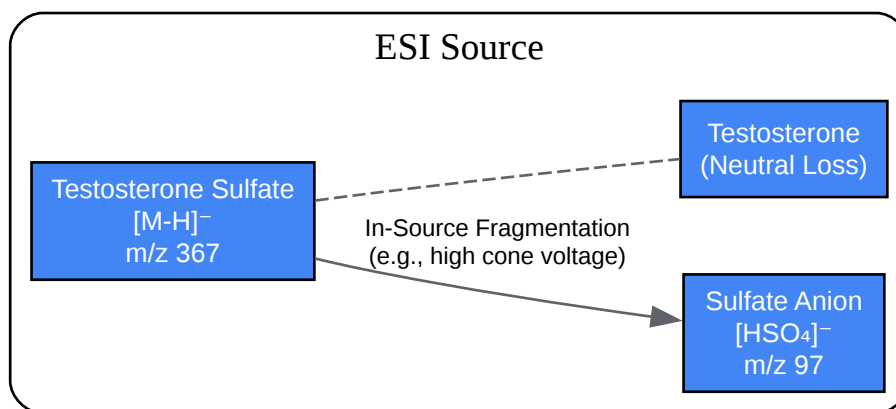 ESI Source
Testosterone
(Neutral Loss)
Testosterone Sulfate
[M-H]⁻
m/z 367
In-Source Fragmentation
(e.g., high cone voltage)
Sulfate Anion
[HSO₄]⁻
m/z 97